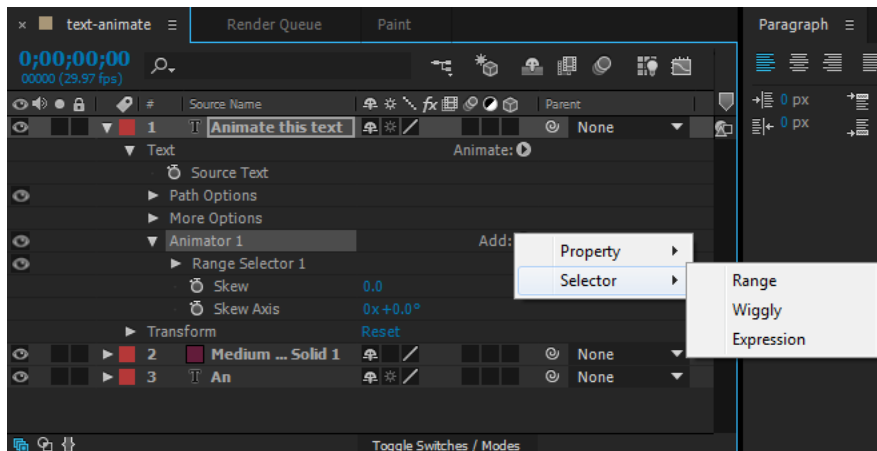 × text-animate Render Queue Paint Paragraph
0;00;00;00
00000 (29.97 fps)
# Source Name fx Parent
0 px
1 T Animate this text None
0 px
Text Animate:
Source Text
Path Options
More Options
Animator 1 Add:
Property
Range Selector 1
Selector
Skew 0.0
Range
Skew Axis 0x+0.0°
Wiggly
Transform Reset
Expression
2 Medium ... Solid 1 None
3 T An None
Toggle Switches / Modes